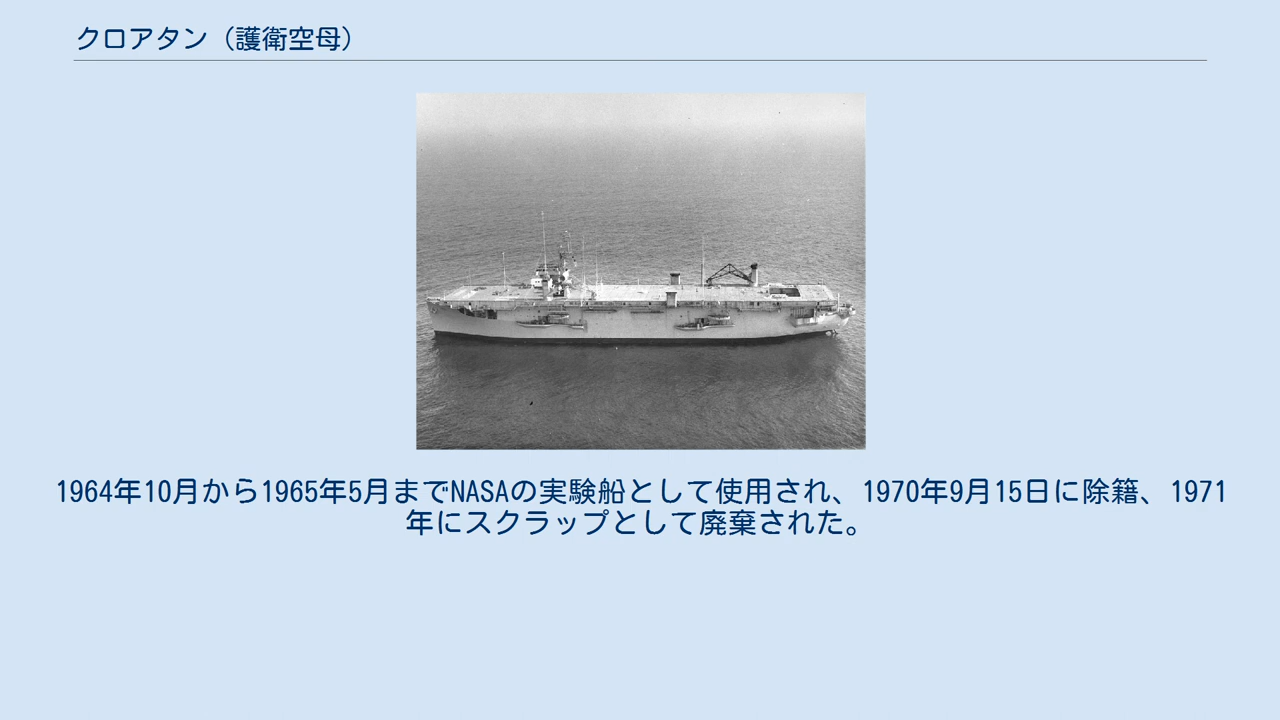 クロアタン（護衛空母）
1964年10月から1965年5月までNASAの実験船として使用され、1970年9月15日に除籍、1971
年にスクラップとして廃棄された。